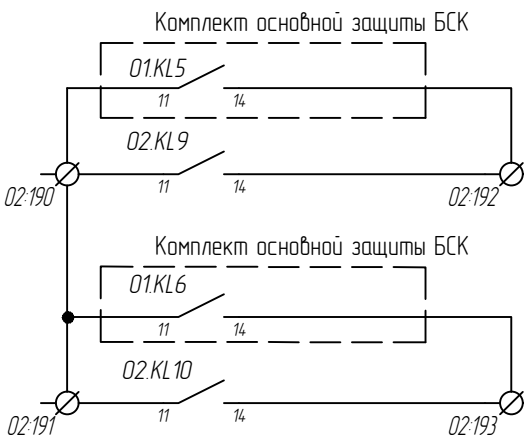 Комплект основной защиты БСК
01.KL5
11 14
02.KL9
11 14
02:190 02:192
Комплект основной защиты БСК
01.KL6
11 14
02.KL10
11 14
02:191 02:193